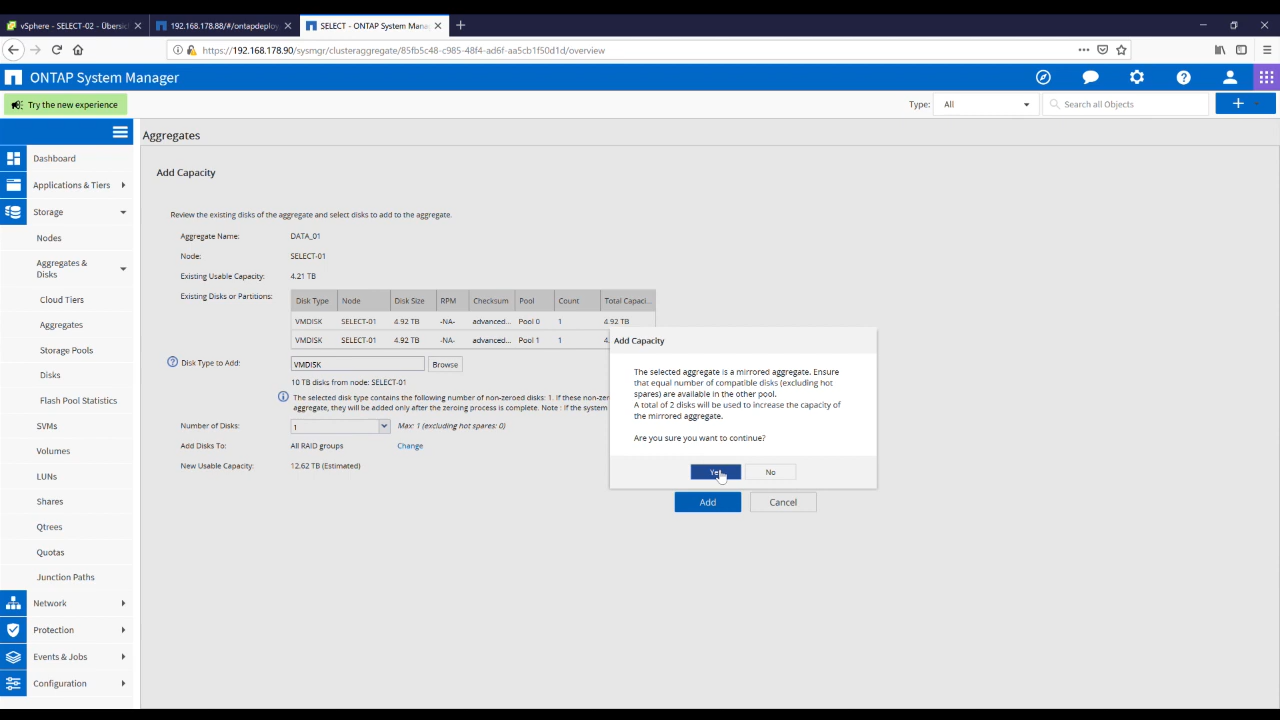 vSphere - SELECT-02 - Übersic
192.168.178.88/#/ontapdeploy
SELECT - ONTAP System Mana
https://192.168.178.90/sysmgr/clusteraggregate/85fb5c48-c985-48f4-ad6f-aa5cb1f50d1d/overview
ONTAP System Manager
Try the new experience
Type: All
Search all Objects
Aggregates
Dashboard
Applications & Tiers
Storage
Nodes
Aggregates &
Disks
Cloud Tiers
Aggregates
Storage Pools
Disks
Flash Pool Statistics
SVMs
Volumes
LUNs
Shares
Qtrees
Quotas
Junction Paths
Network
Protection
Events & Jobs
Configuration
Add Capacity
Review the existing disks of the aggregate and select disks to add to the aggregate.
Aggregate Name: DATA_01
Node: SELECT-01
Existing Usable Capacity: 4.21 TB
Existing Disks or Partitions:
Disk Type Node Disk Size RPM Checksum Pool Count Total Capaci...
VMDISK SELECT-01 4.92 TB -NA- advanced... Pool 0 1 4.92 TB
VMDISK SELECT-01 4.92 TB -NA- advanced... Pool 1 1 4.
Disk Type to Add: VMDISK Browse
10 TB disks from node: SELECT-01
The selected disk type contains the following number of non-zeroed disks: 1. If these non-zer
aggregate, they will be added only after the zeroing process is complete. Note : If the system
Number of Disks: 1 Max: 1 (excluding hot spares: 0)
Add Disks To: All RAID groups Change
New Usable Capacity: 12.62 TB (Estimated)
Add Capacity
The selected aggregate is a mirrored aggregate. Ensure
that equal number of compatible disks (excluding hot
spares) are available in the other pool.
A total of 2 disks will be used to increase the capacity of
the mirrored aggregate.
Are you sure you want to continue?
Yes No
Add Cancel